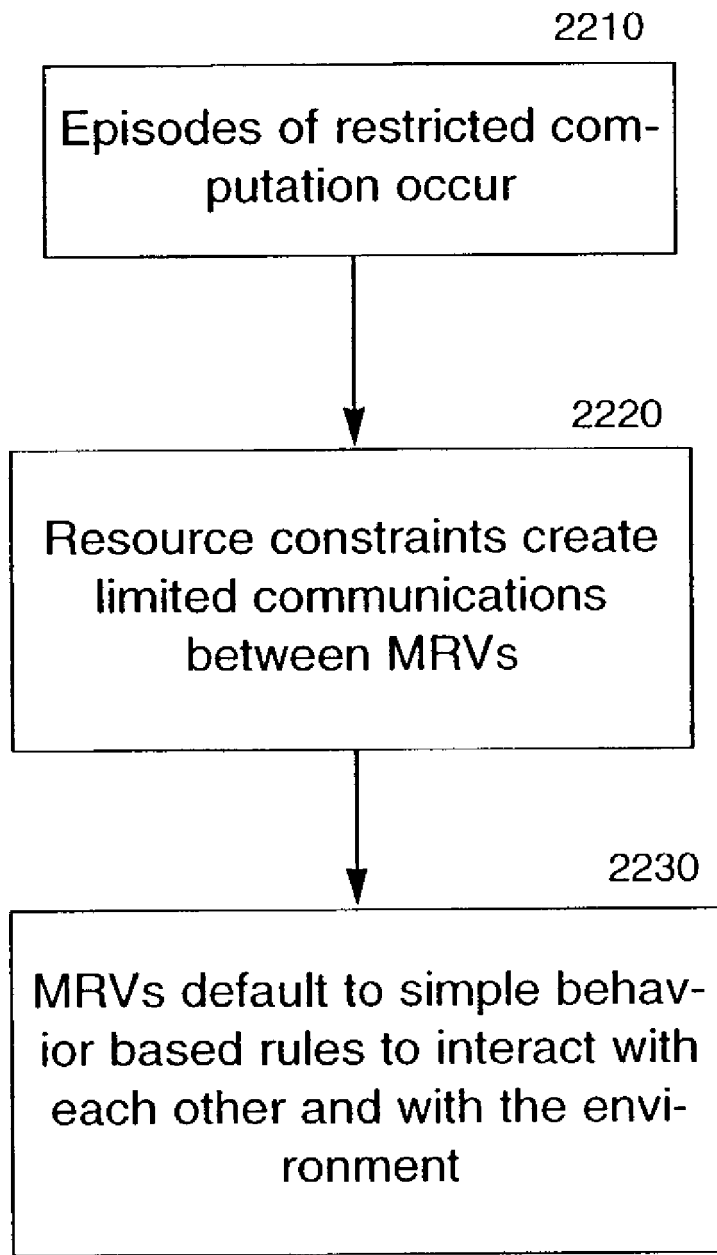 2210
Episodes of restricted com-
putation occur
2220
Resource constraints create
limited communications
between MRVs
2230
MRVs default to simple behav-
ior based rules to interact with
each other and with the envi-
ronment